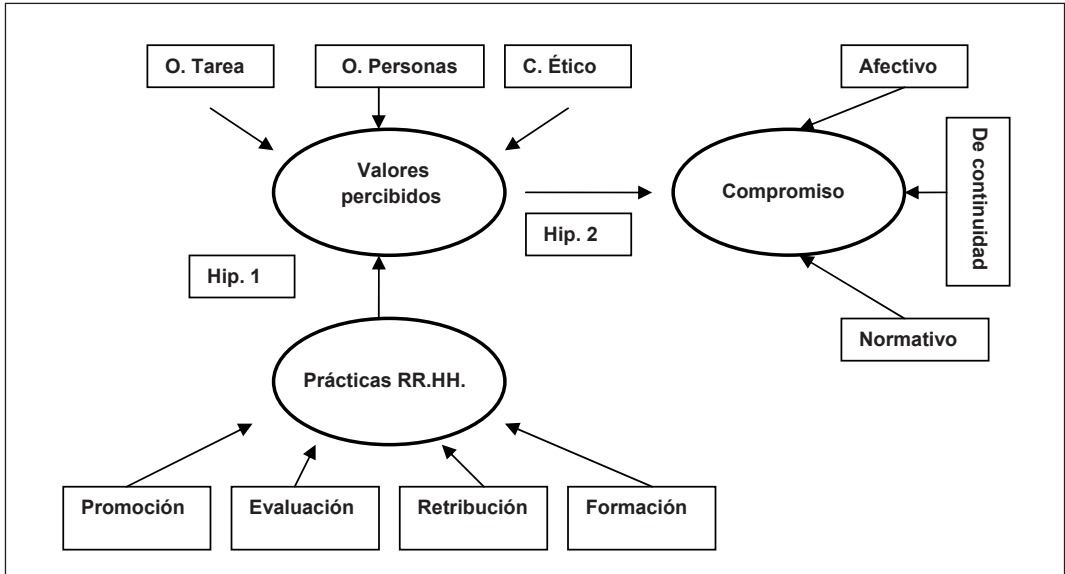 O. Tarea
O. Personas
C. Ético
Afectivo
Valores
percibidos
De continuidad
Compromiso
Hip. 2
Hip. 1
Normativo
Prácticas RR.HH.
Promoción
Evaluación
Retribución
Formación